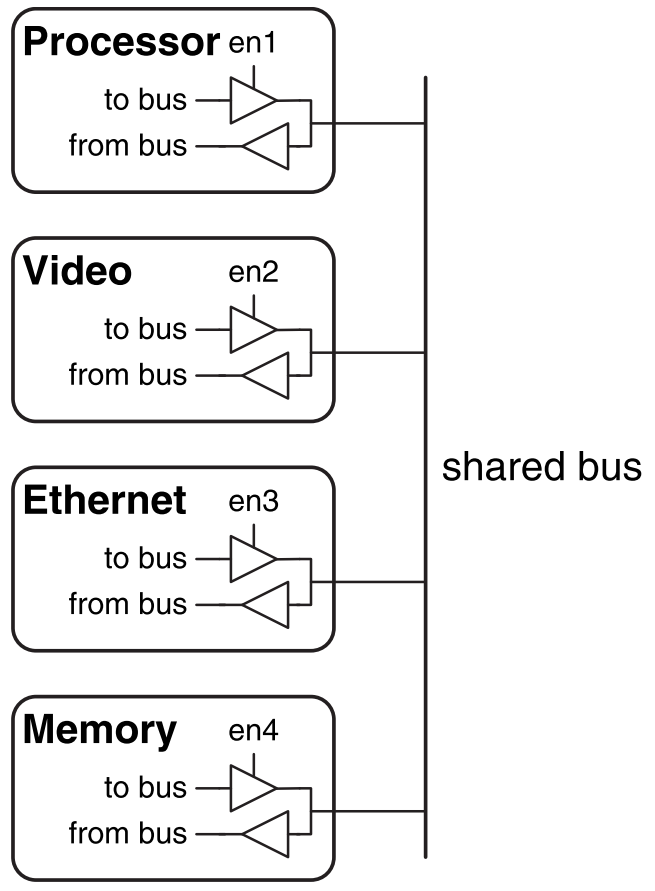 Processor en1
to bus
from bus
Video
en2
to bus
from bus
shared bus
Ethernet
en3
to bus
from bus
Memory
en4
to bus
from bus